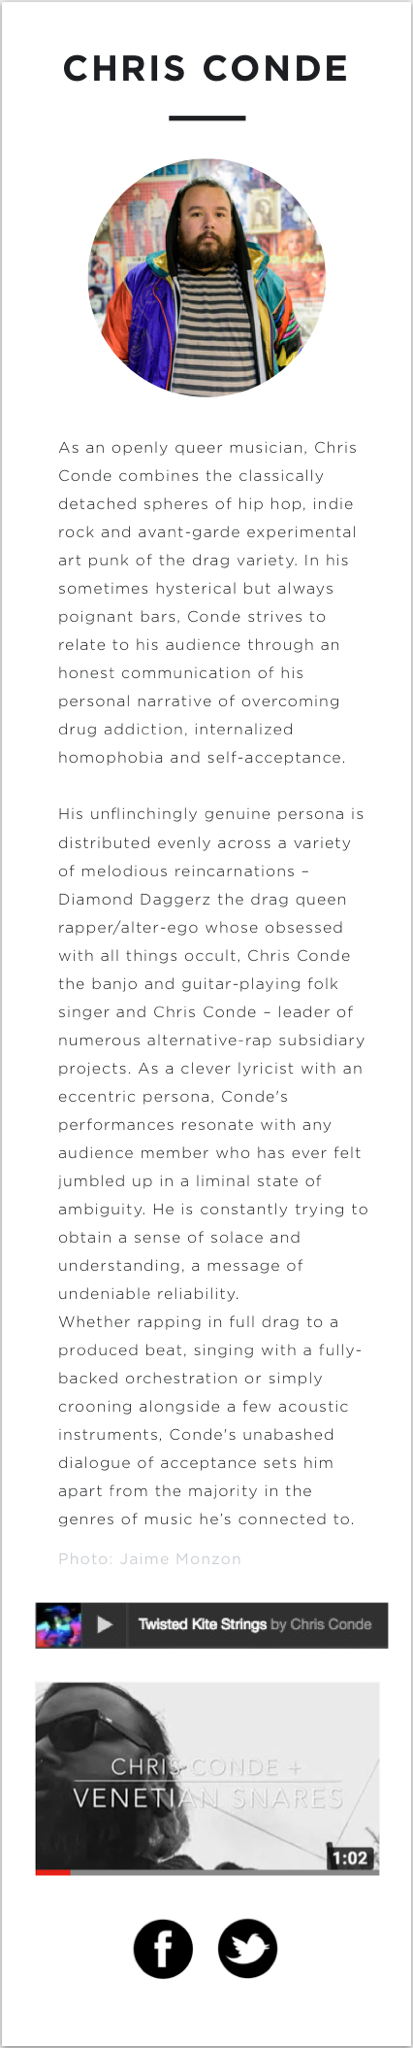 CHRIS CONDE
As an openly queer musician, Chris
Conde combines the classically
detached spheres of hip hop, indie
rock and avant-garde experimental
art punk of the drag variety. In his
sometimes hysterical but always
poignant bars, Conde strives to
relate to his audience through an
honest communication of his
personal narrative of overcoming
drug addiction, internalized
homophobia and self-acceptance.
His unflinchingly genuine persona is
distributed evenly across a variety
of melodious reincarnations –
Diamond Daggerz the drag queen
rapper/alter-ego whose obsessed
with all things occult, Chris Conde
the banjo and guitar-playing folk
singer and Chris Conde – leader of
numerous alternative-rap subsidiary
projects. As a clever lyricist with an
eccentric persona, Conde's
performances resonate with any
audience member who has ever felt
jumbled up in a liminal state of
ambiguity. He is constantly trying to
obtain a sense of solace and
understanding, a message of
undeniable reliability.
Whether rapping in full drag to a
produced beat, singing with a fully-
backed orchestration or simply
crooning alongside a few acoustic
instruments, Conde's unabashed
dialogue of acceptance sets him
apart from the majority in the
genres of music he's connected to.
Photo: Jaime Monzon
Twisted Kite Strings by Chris Conde
CHRIS CONDE +
VENETIAN SNARES
1:02